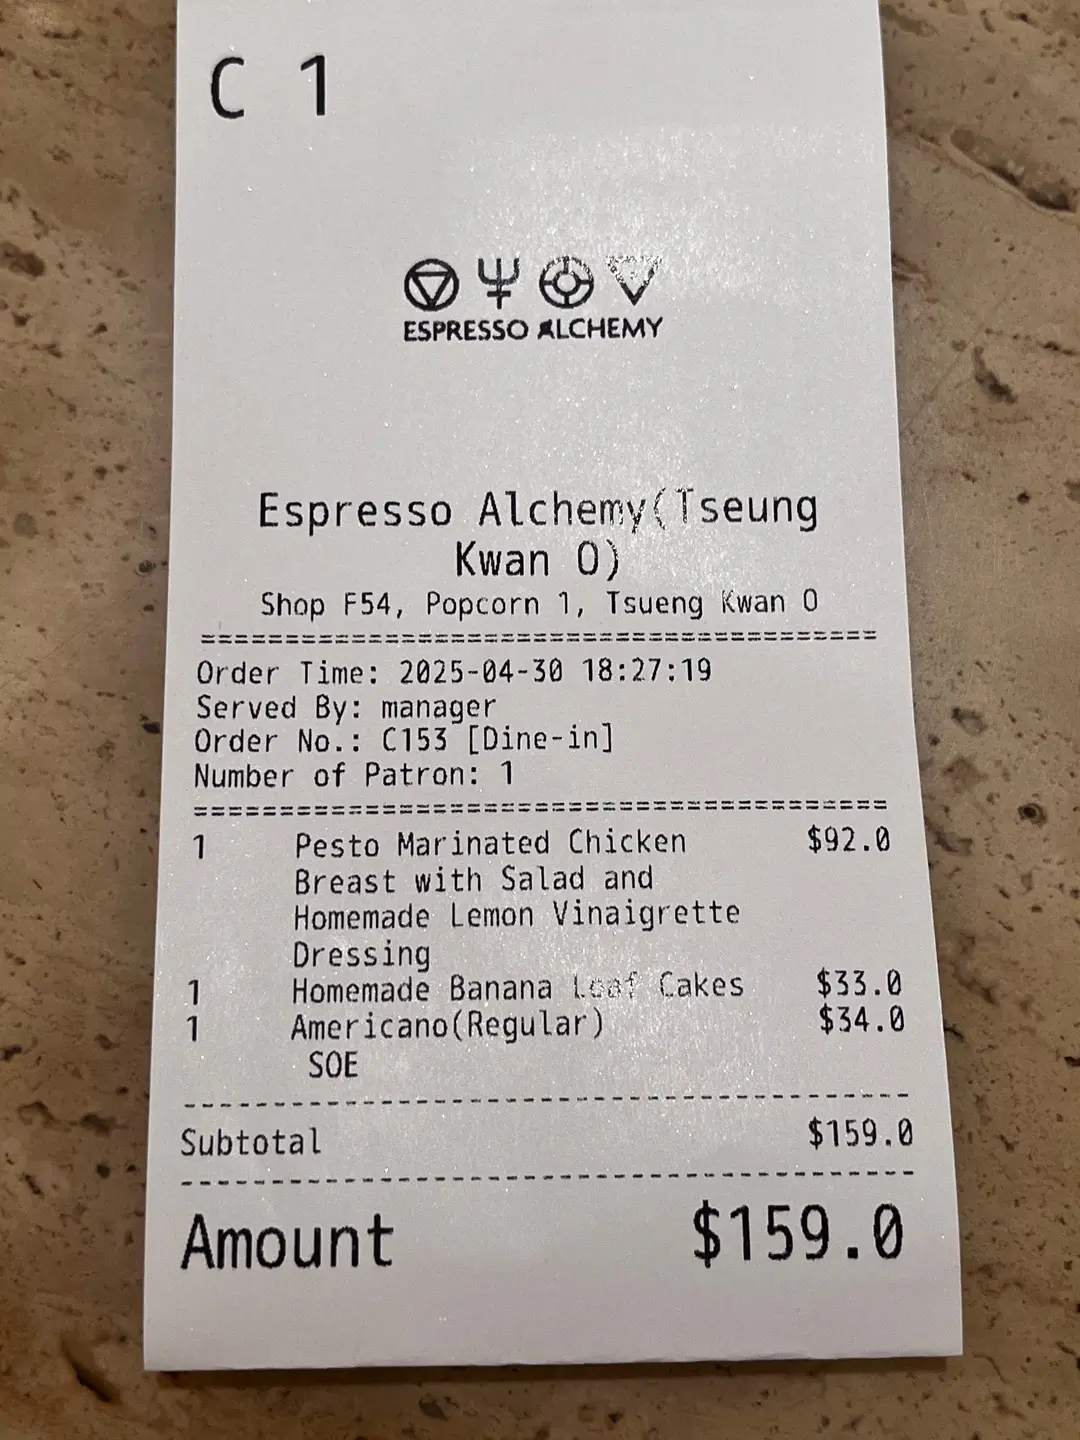 C 1
ESPRESSO ALCHEMY
Espresso Alchemy(Tseung
Kwan O)
Shop F54, Popcorn 1, Tsueng Kwan O
==========================================
Order Time: 2025-04-30 18:27:19
Served By: manager
Order No.: C153 [Dine-in]
Number of Patron: 1
==========================================
1 Pesto Marinated Chicken $92.0
Breast with Salad and
Homemade Lemon Vinaigrette
Dressing
1 Homemade Banana Loaf Cakes $33.0
1 Americano(Regular) $34.0
SOE
------------------------------------------
Subtotal $159.0
------------------------------------------
Amount $159.0